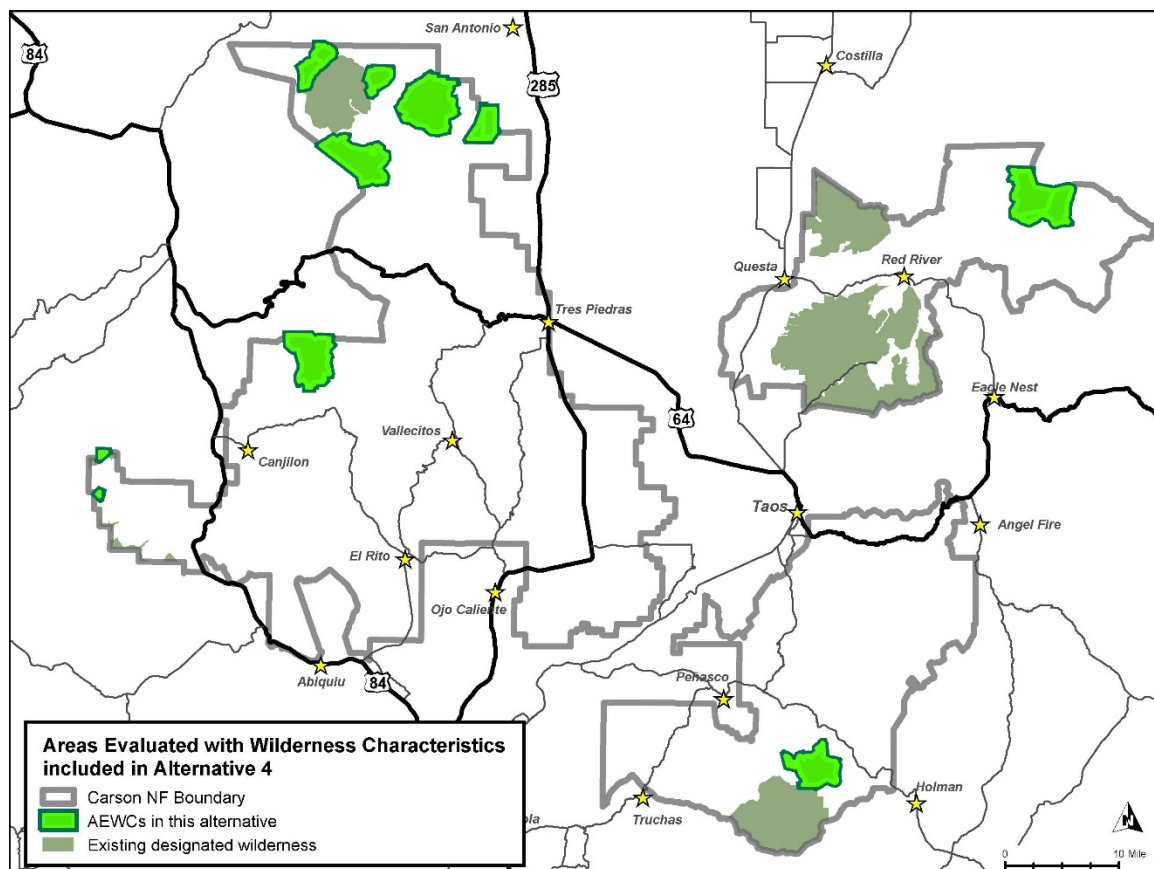 San Antonio
84
285
Costilla
Questa
Red River
Tres Piedras
Eagle Nest
64
Vallecitos
Canjilon
Taos
Angel Fire
El Rito
Ojo Caliente
Abiquiu
84
Peñasco
Truchas
Holman
ola
Areas Evaluated with Wilderness Characteristics
included in Alternative 4
Carson NF Boundary
AEWCs in this alternative
Existing designated wilderness
N
0 10 Mile